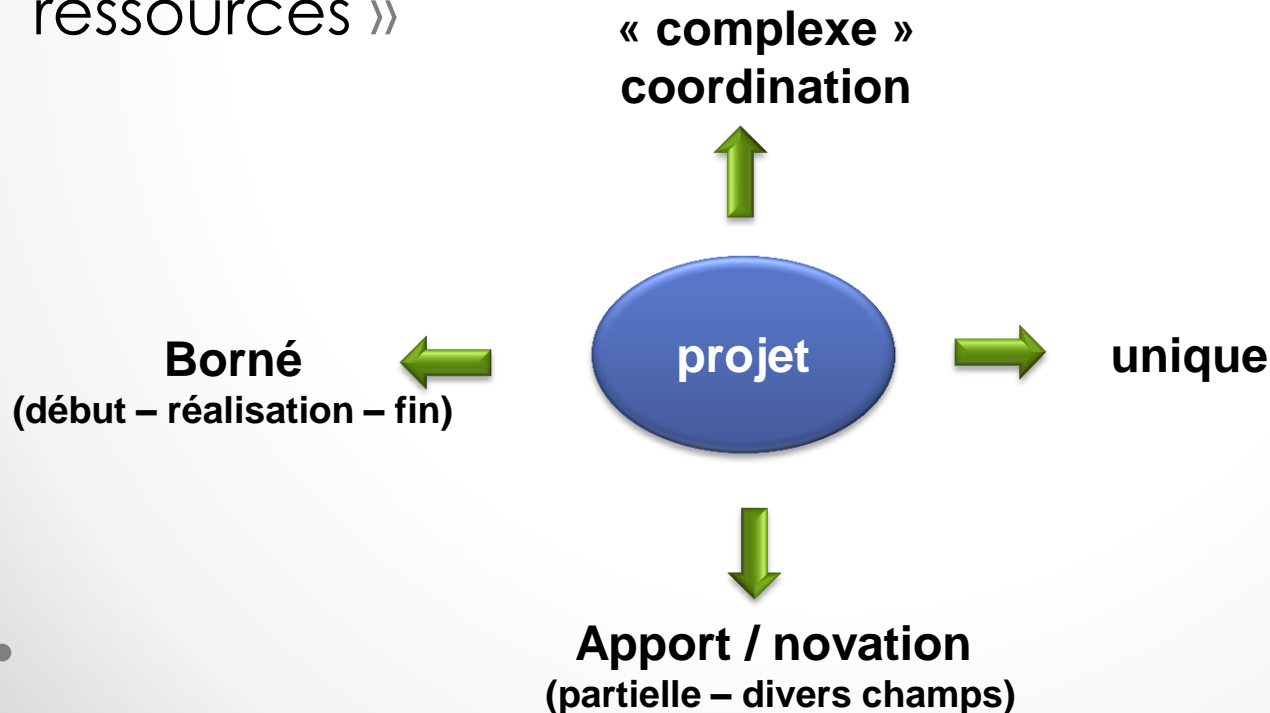 ressources »
« complexe »
coordination
projet
Borné
(début – réalisation – fin)
unique
Apport / novation
(partielle – divers champs)